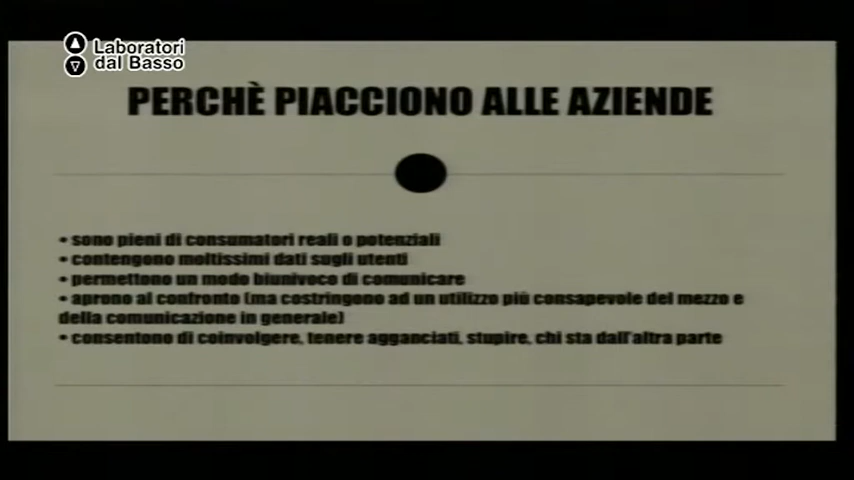 Laboratori
dal Basso
PERCHÈ PIACCIONO ALLE AZIENDE
• sono pieni di consumatori reali o potenziali
• contengono moltissimi dati sugli utenti
• permettono un modo biunivoco di comunicare
• aprono al confronto (ma costringono ad un utilizzo più consapevole del mezzo e
della comunicazione in generale)
• consentono di coinvolgere, tenere agganciati, stupire, chi sta dall'altra parte